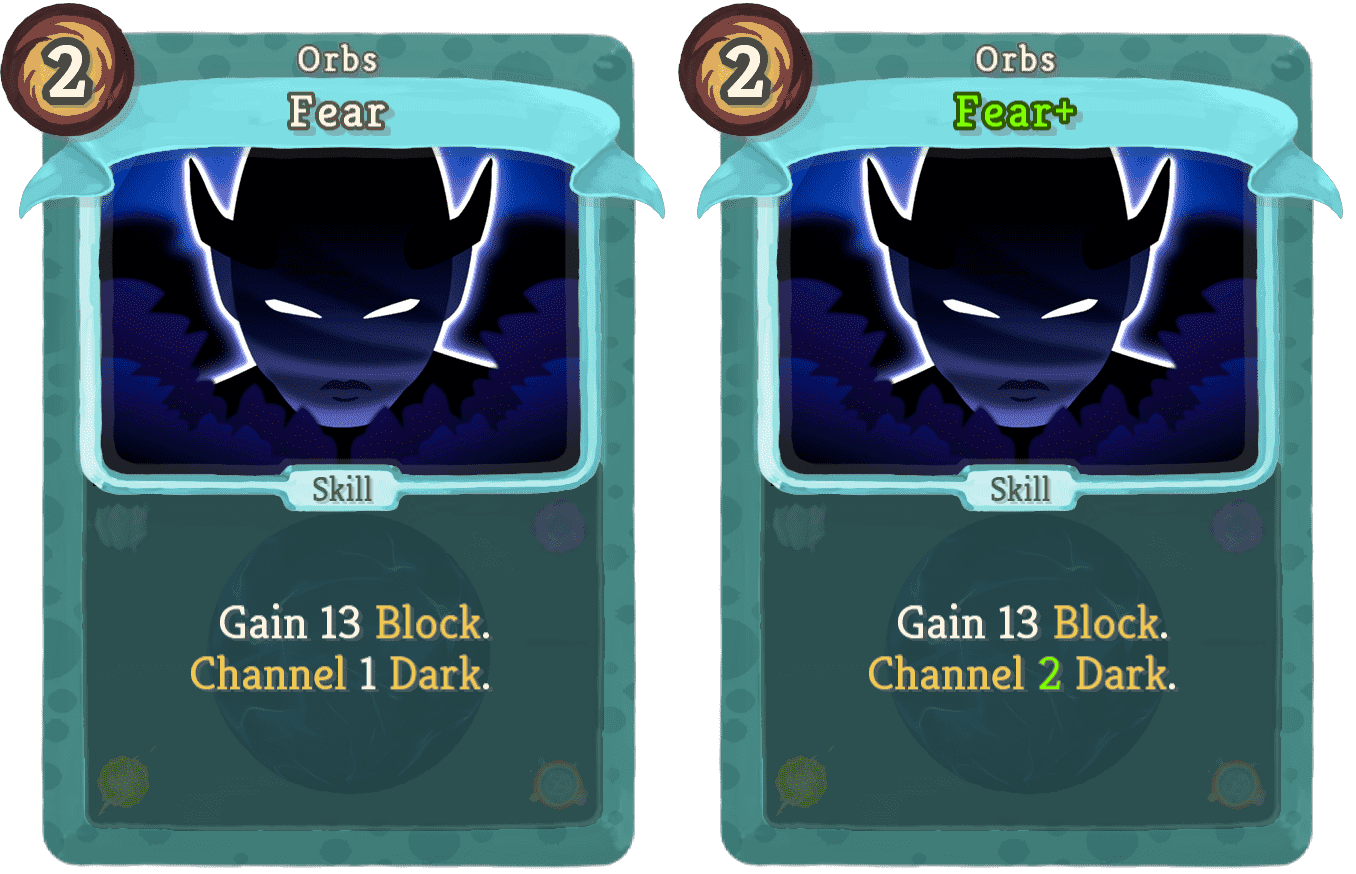 2
Orbs
Fear
Skill
Gain 13 Block.
Channel 1 Dark.
2
Orbs
Fear+
Skill
Gain 13 Block.
Channel 2 Dark.